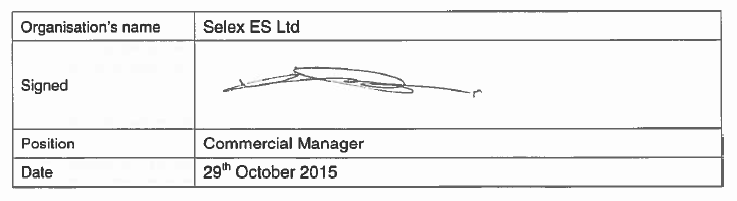 Organisation's name Selex ES Ltd
Signed
Position Commercial Manager
Date 29th October 2015